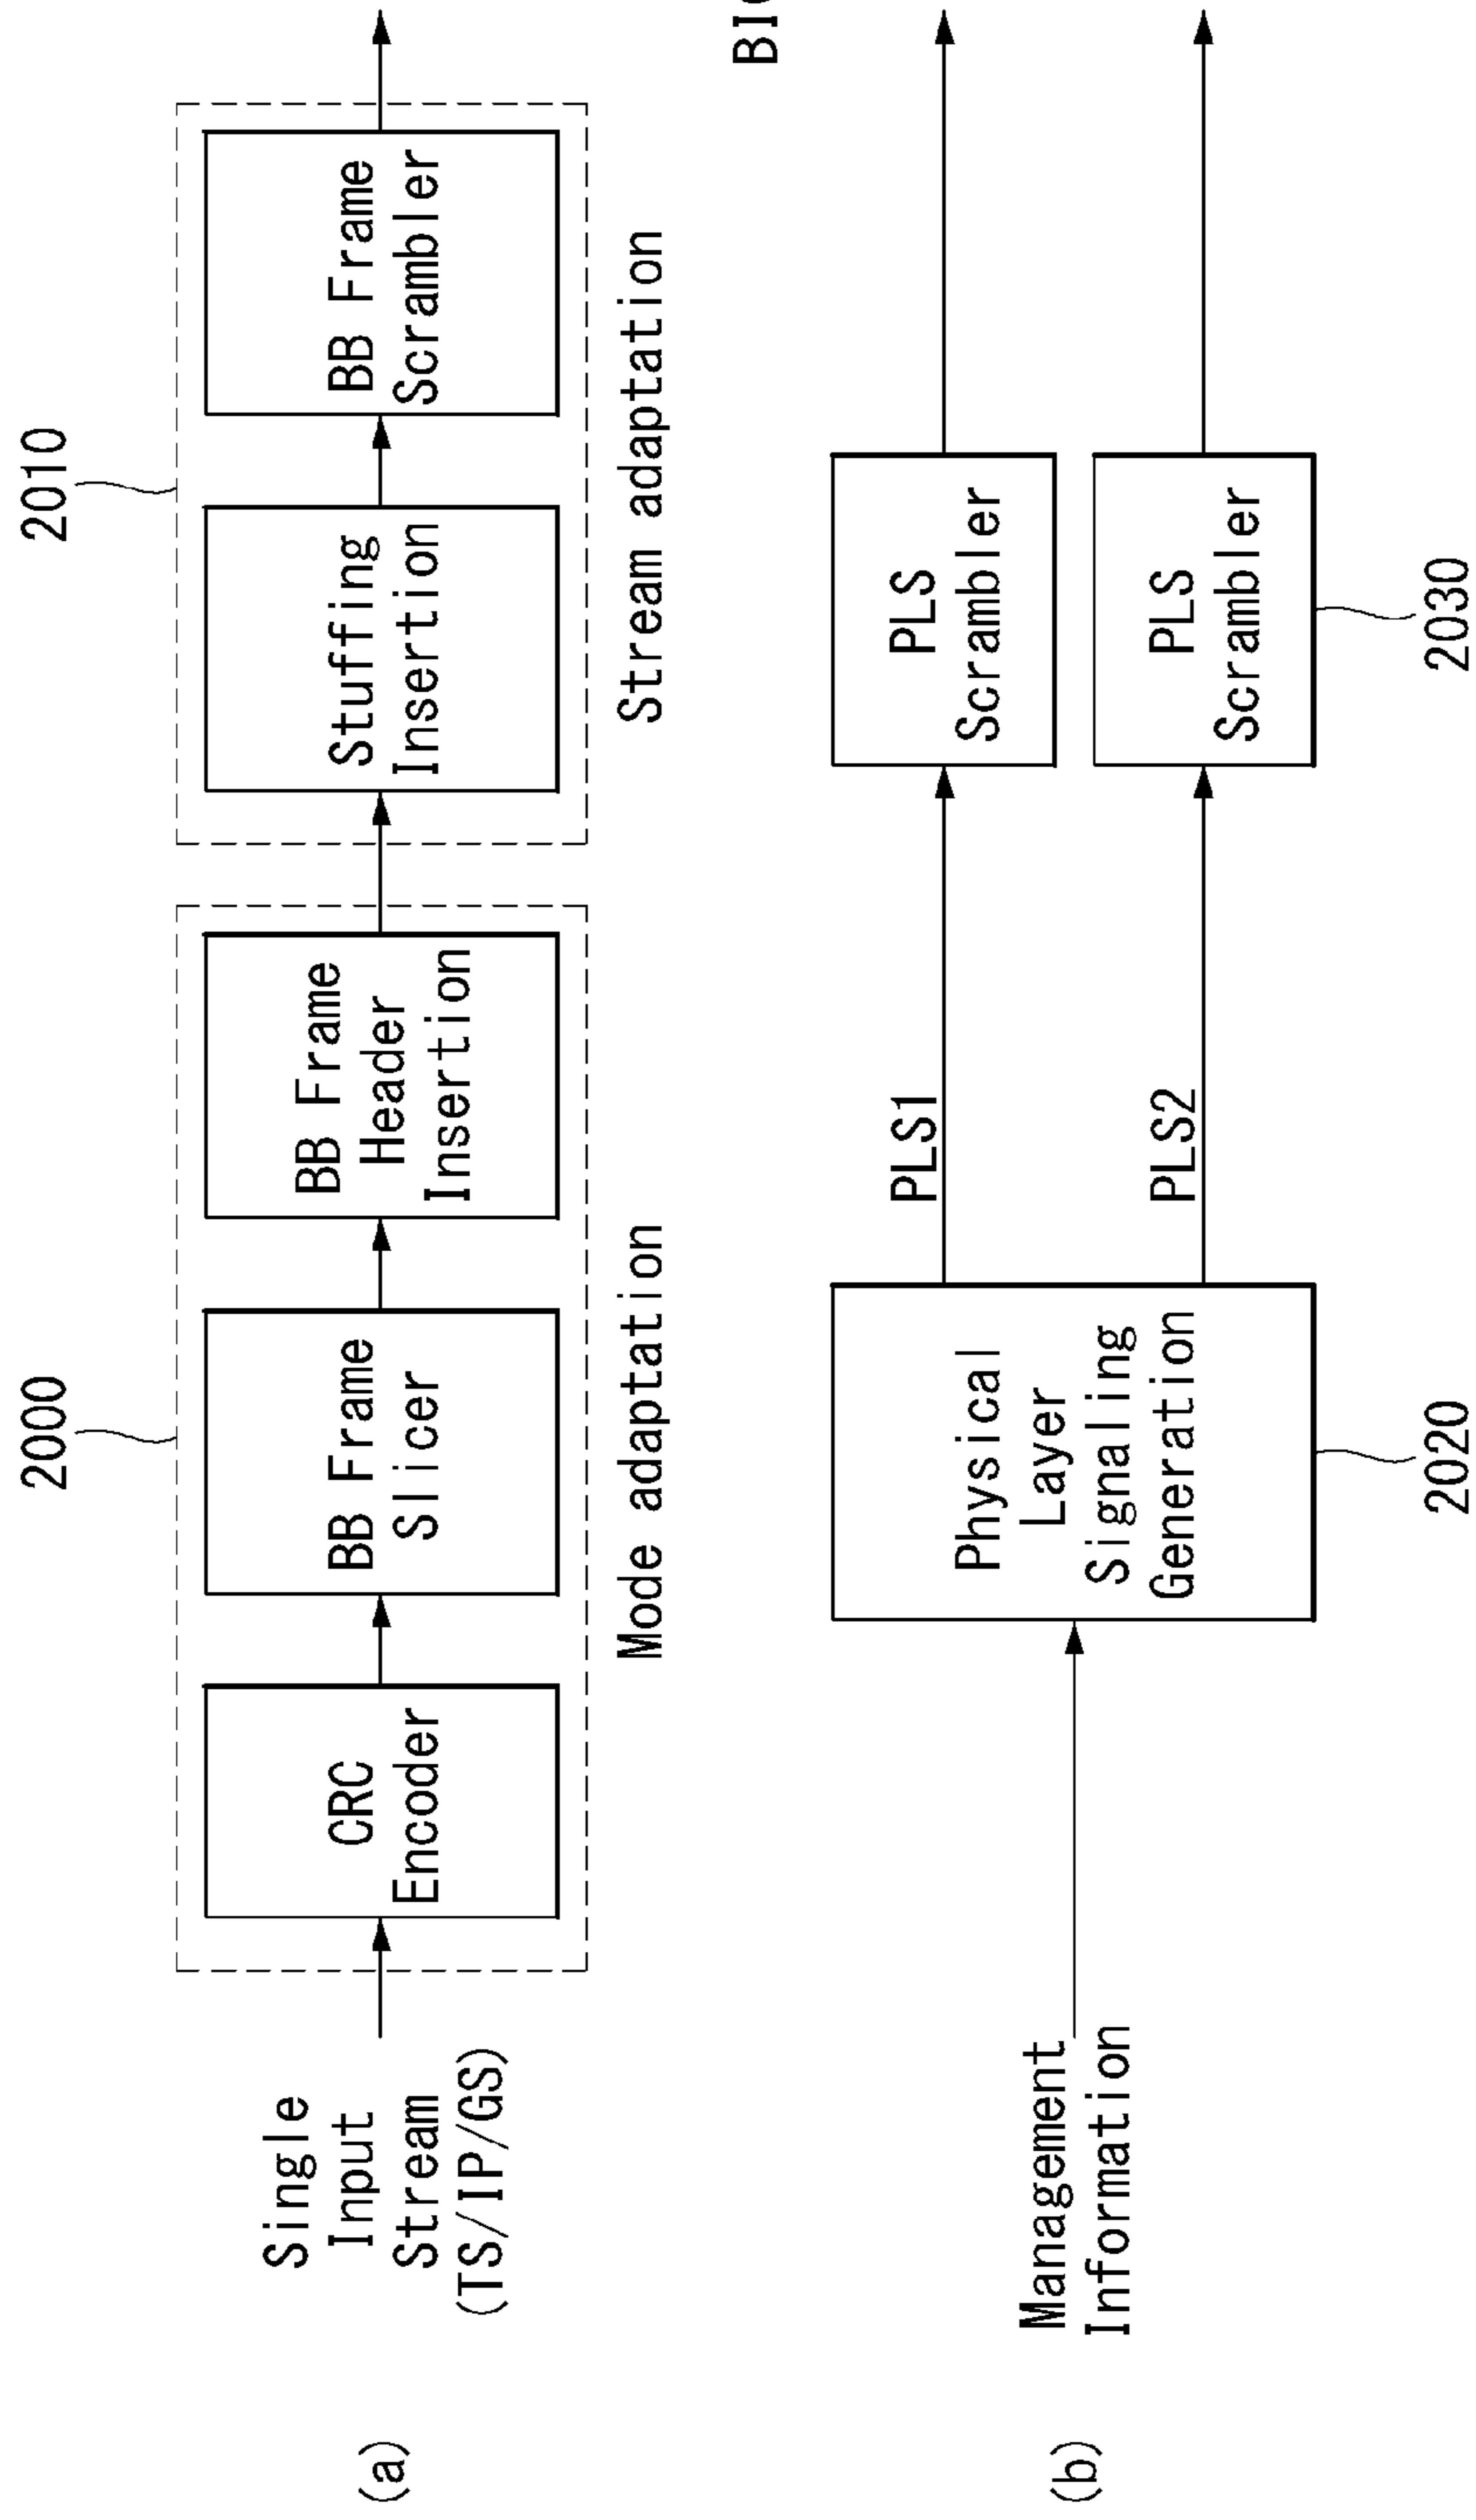 (a)
Single
Input
Stream
(TS/IP/GS)
2000
CRC
Encoder
BB Frame
Slicer
BB Frame
Header
Insertion
Mode adaptation
2010
Stuffing
Insertion
BB Frame
Scrambler
Stream adaptation
(b)
Management
Information
Physical
Layer
Signaling
Generation
2020
PLS1
PLS2
PLS
Scrambler
PLS
Scrambler
2030